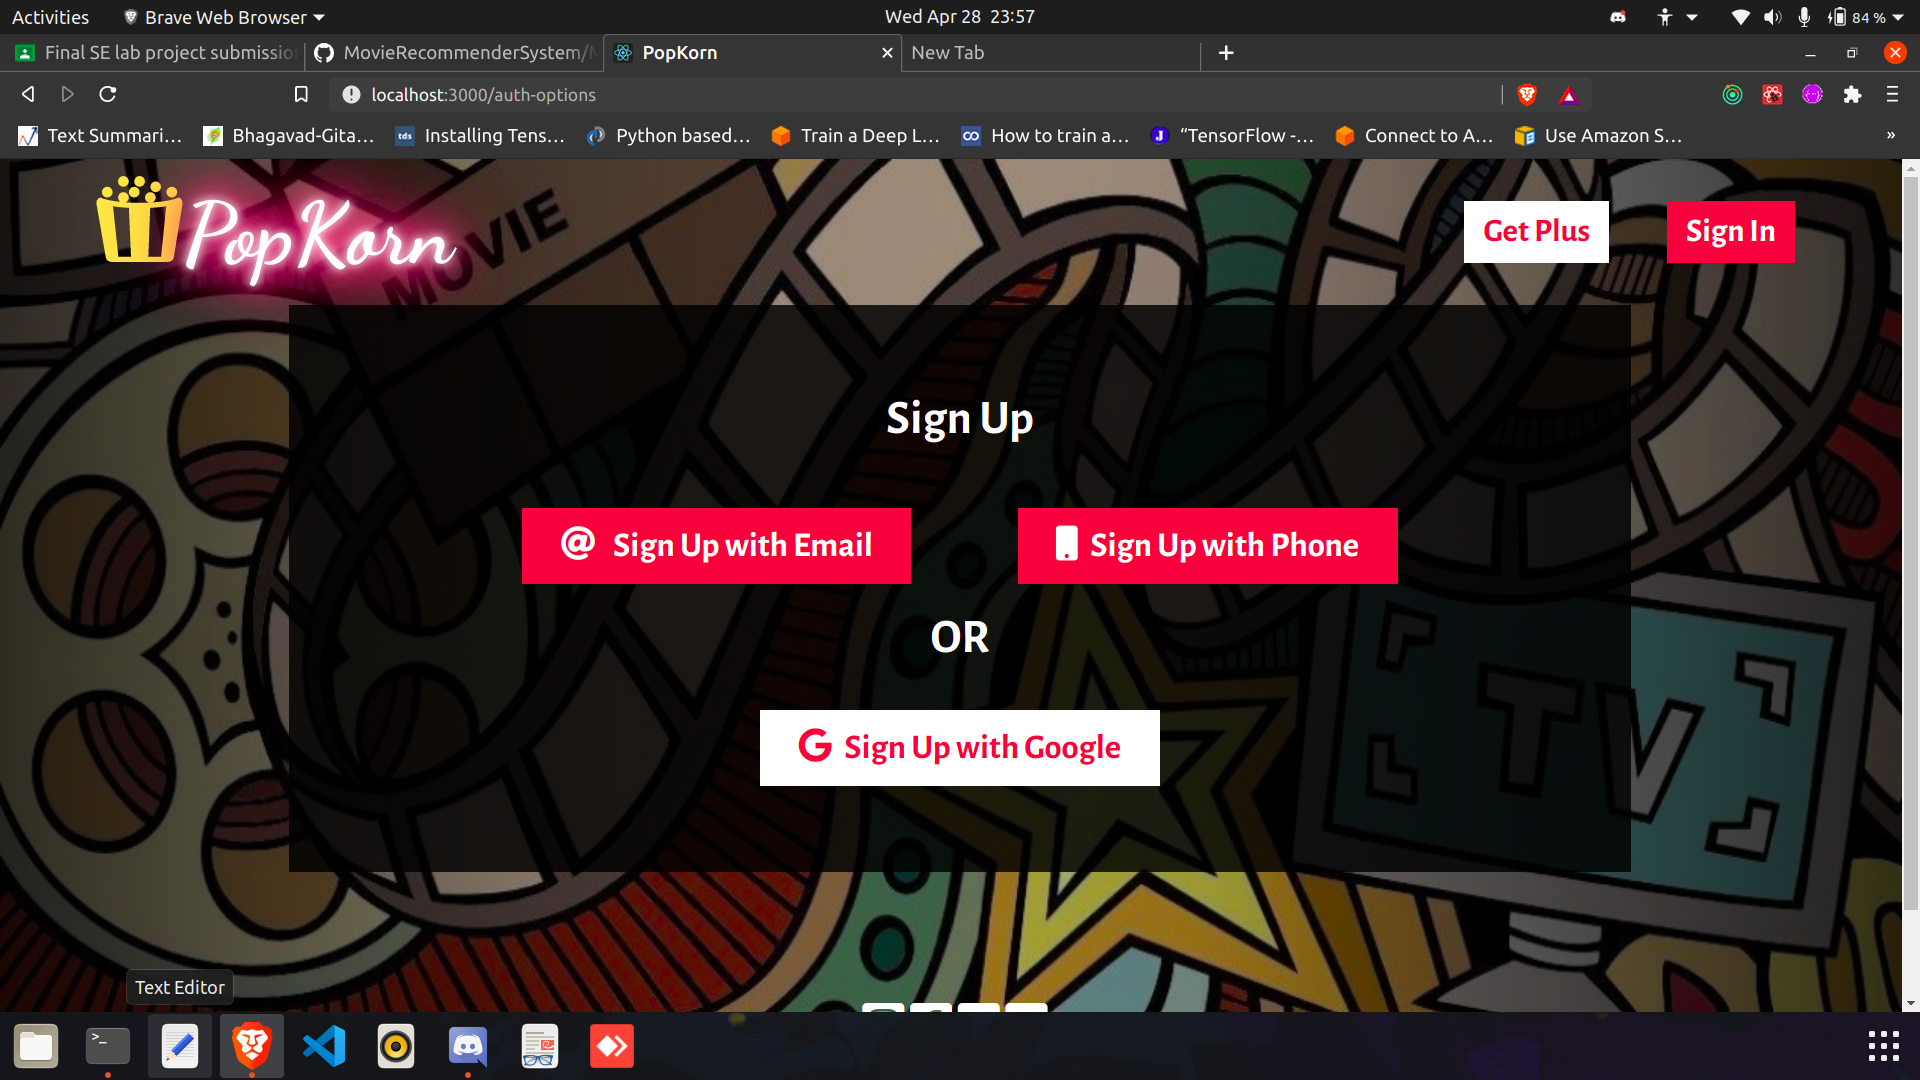 Activities
Brave Web Browser
Wed Apr 28 23:57
84 %
Final SE lab project submission
MovieRecommenderSystem/
PopKorn
New Tab
localhost:3000/auth-options
Text Summari...
Bhagavad-Gita...
tds
Installing Tens...
Python based...
Train a Deep L...
How to train a...
J
“TensorFlow -...
Connect to A...
Use Amazon S...
»
PopKorn
MOVIE
Get Plus
Sign In
Sign Up
@ Sign Up with Email
Sign Up with Phone
OR
G Sign Up with Google
TV
Text Editor
>_